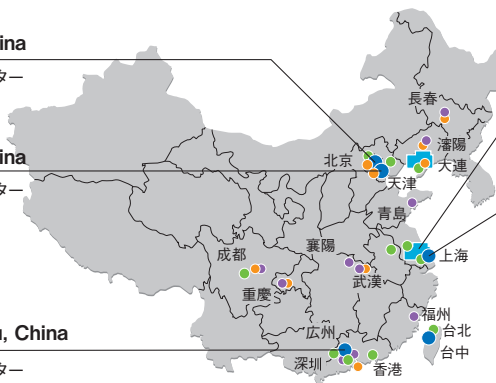 ina
ター
長春
瀋陽
ina
北京
大連
ター
天津
青島
成都
襄陽
上海
重慶
武漢
, China
広州
福州
台北
台中
ター
深圳
香港